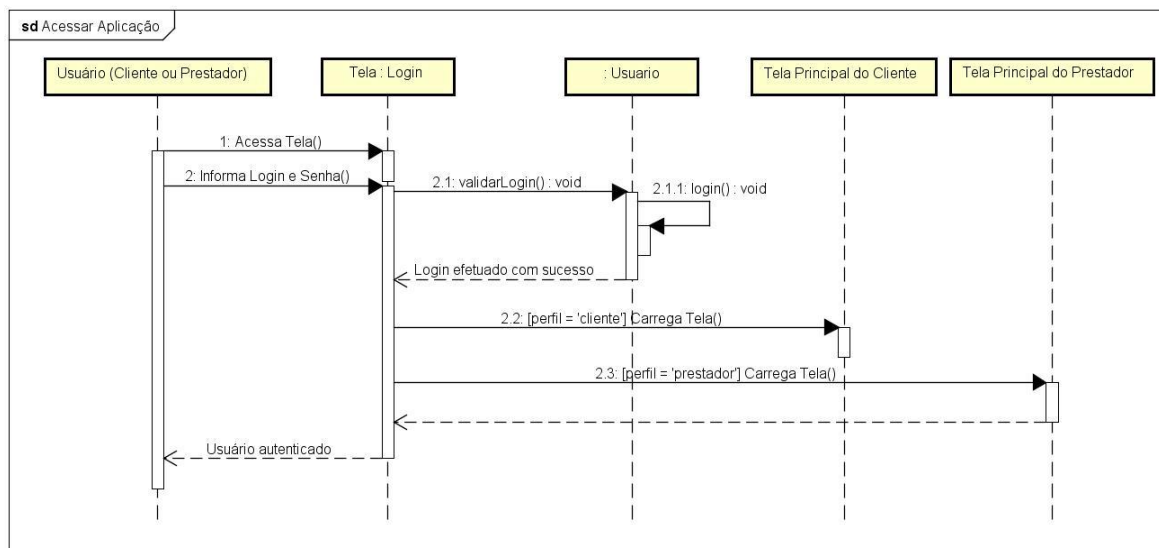 sd Acessar Aplicação
Usuário (Cliente ou Prestador)
Tela : Login
: Usuario
Tela Principal do Cliente
Tela Principal do Prestador
1: Acessa Tela()
2: Informa Login e Senha()
2.1: validarLogin() : void
2.1.1: login() : void
Login efetuado com sucesso
2.2: [perfil = 'cliente'] Carrega Tela()
2.3: [perfil = 'prestador'] Carrega Tela()
Usuário autenticado